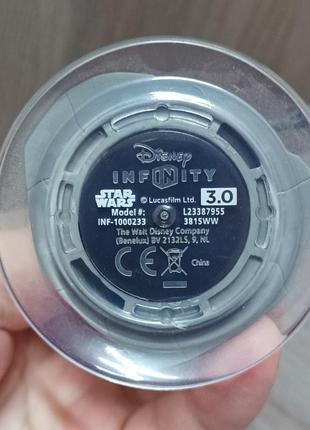 Disney
INFINITY
STAR WARS © Lucasfilm Ltd. 3.0
Model #: L23387955
INF-1000233 3815WW
The Walt Disney Company
(Benelux) BV 2132LS, 9, NL
CE China